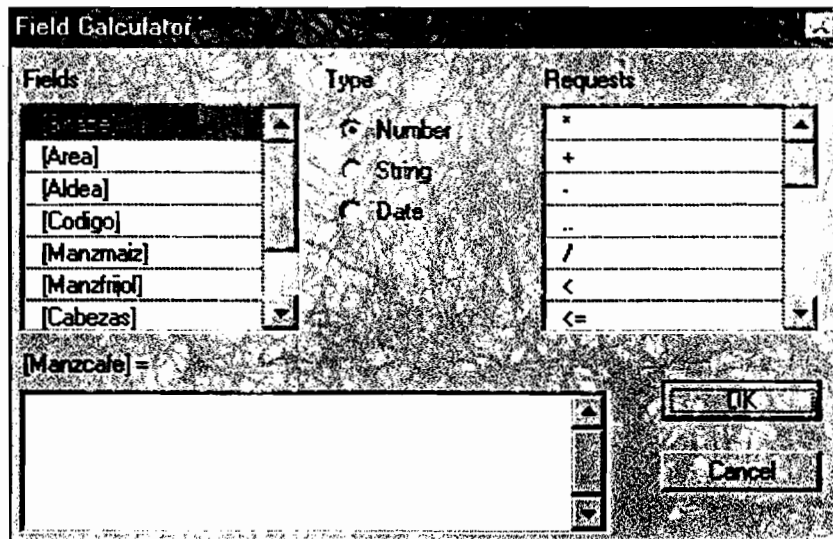 Field Calculator
Fields Type Requests
[Area]
[Aldea]
[Codigo]
[Manzmaiz]
[Manzfrijol]
[Cabezas]
Number
String
Date
*
+
-
..
/
<
<=
[Manzcafe] =
OK
Cancel